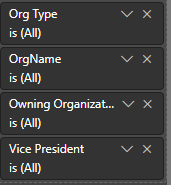 Org Type
is (All)
OrgName
is (All)
Owning Organizat...
is (All)
Vice President
is (All)